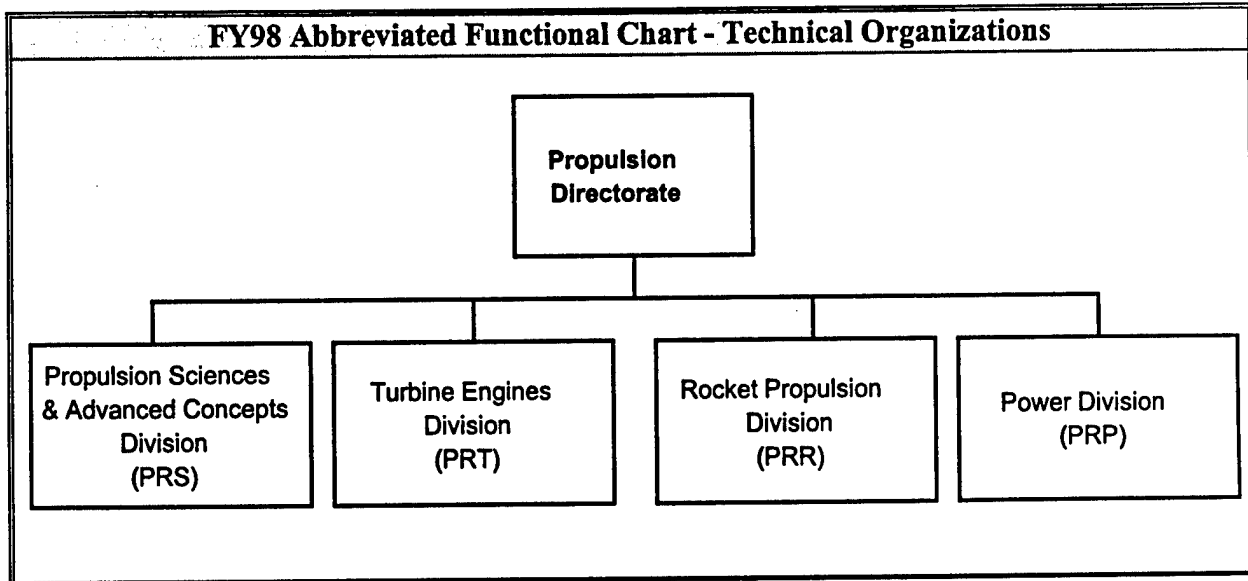 FY98 Abbreviated Functional Chart - Technical Organizations
Propulsion
Directorate
Propulsion Sciences
& Advanced Concepts
Division
(PRS)
Turbine Engines
Division
(PRT)
Rocket Propulsion
Division
(PRR)
Power Division
(PRP)